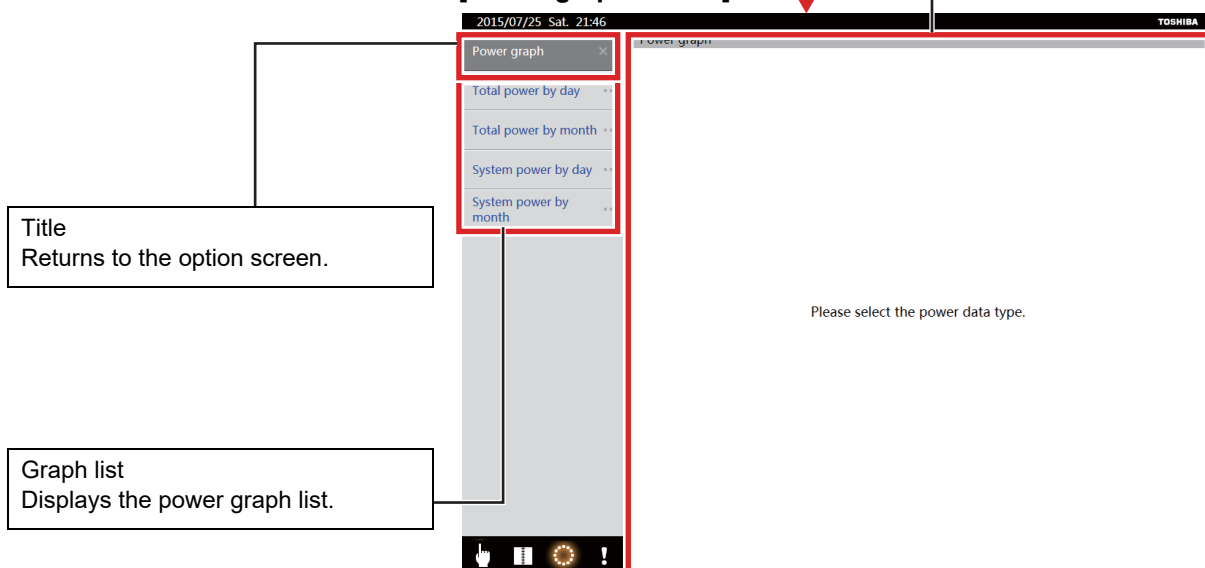 2015/07/25 Sat. 21:46
TOSHIBA
Power graph
Power graph
Total power by day
Total power by month
System power by day
System power by
month
Title
Returns to the option screen.
Please select the power data type.
Graph list
Displays the power graph list.